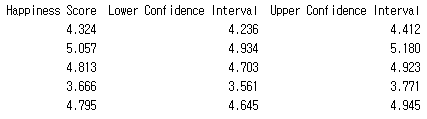 Happiness Score Lower Confidence Interval Upper Confidence Interval
4.324 4.236 4.412
5.057 4.934 5.180
4.813 4.703 4.923
3.666 3.561 3.771
4.795 4.645 4.945